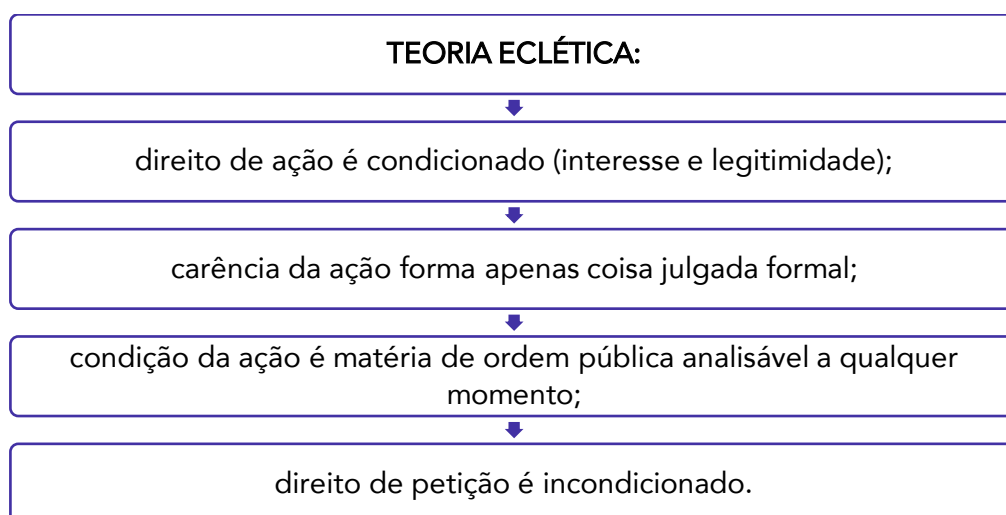 TEORIA ECLÉTICA:
direito de ação é condicionado (interesse e legitimidade);
carência da ação forma apenas coisa julgada formal;
condição da ação é matéria de ordem pública analisável a qualquer
momento;
direito de petição é incondicionado.